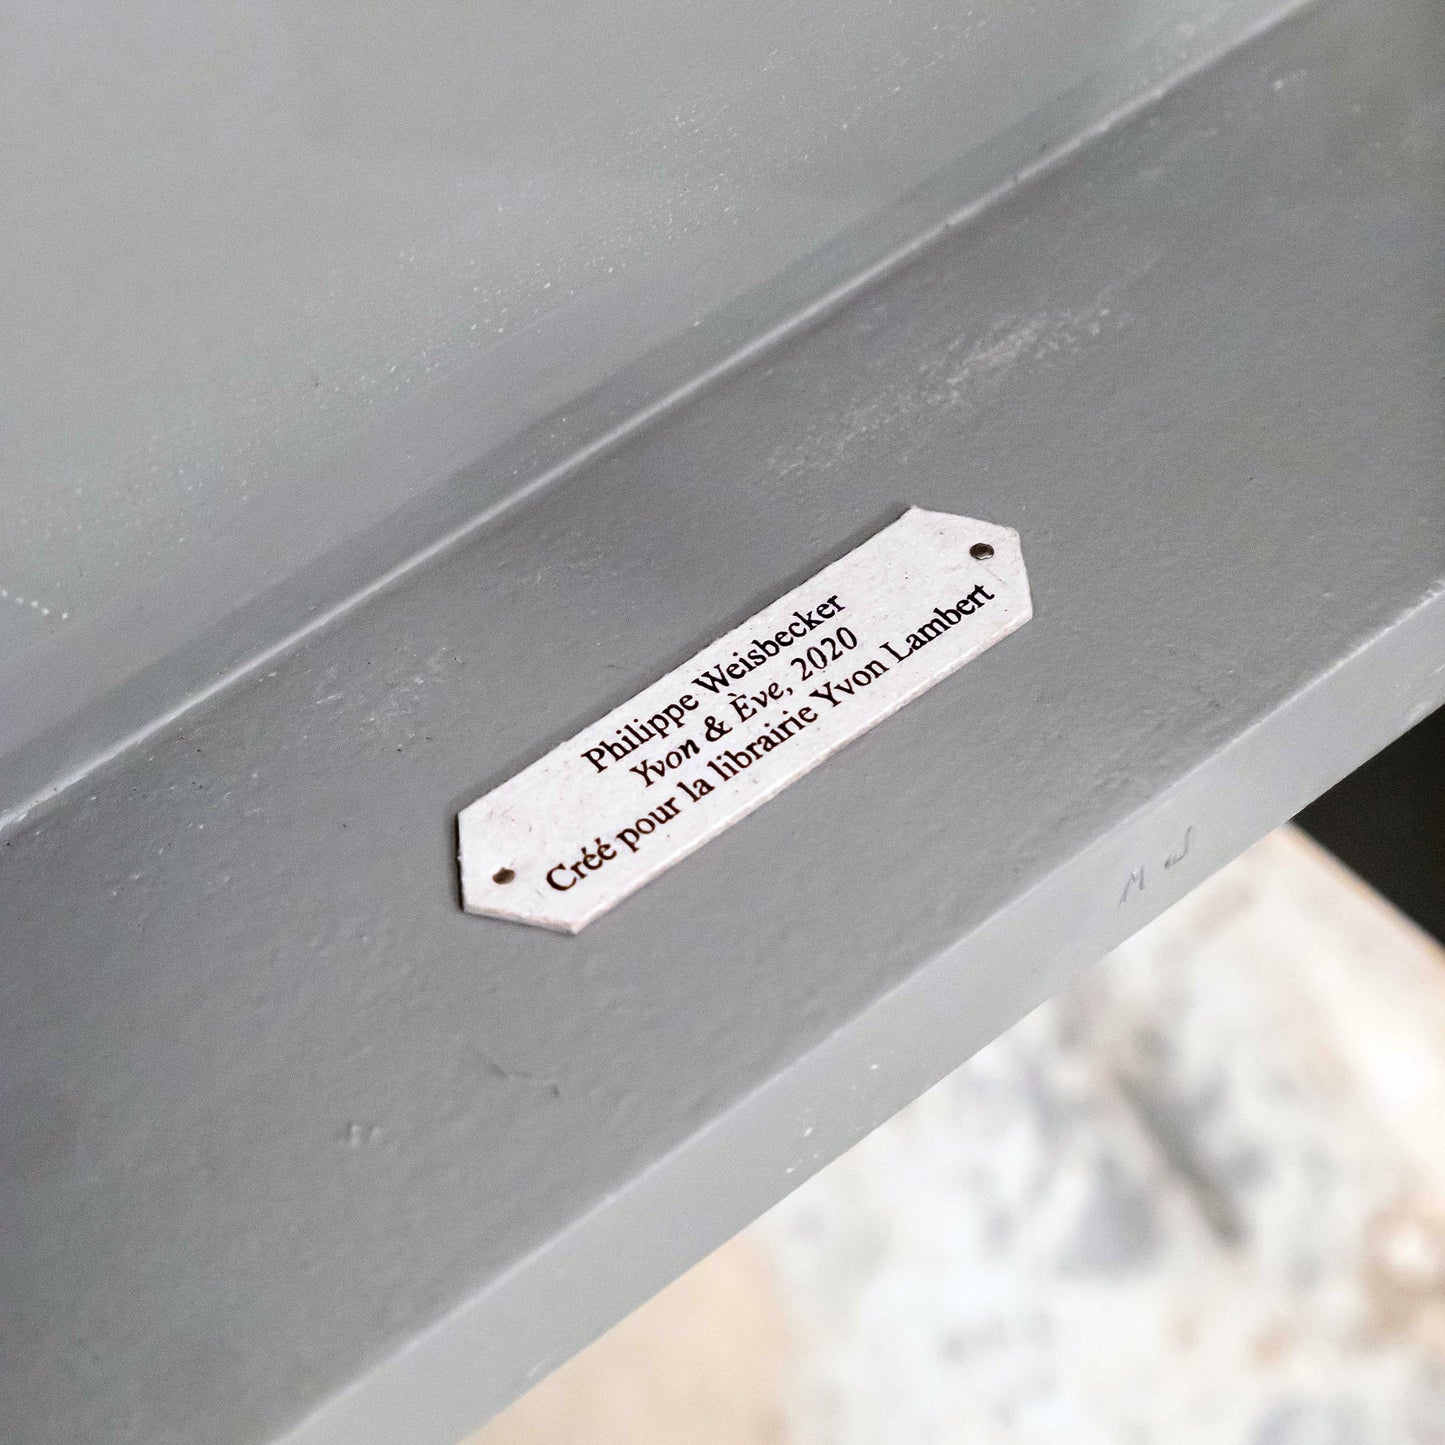 Philippe Weisbecker
Yvon & Ève, 2020
Créé pour la librairie Yvon Lambert